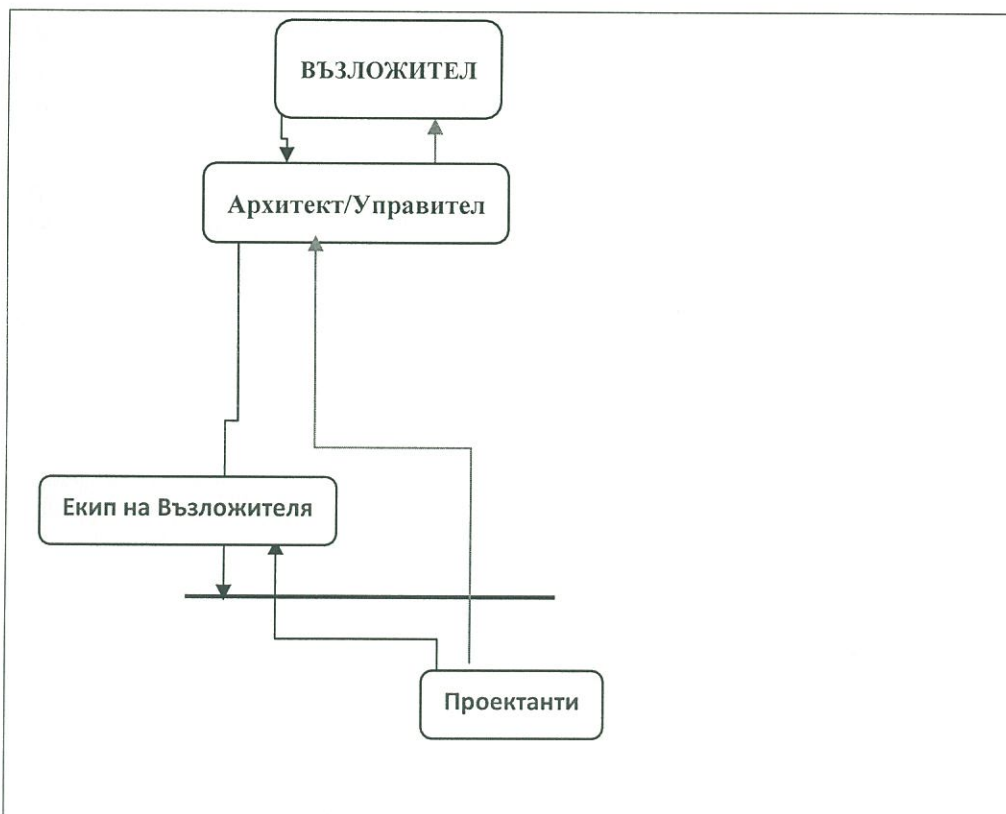 ВЪЗЛОЖИТЕЛ
Архитект/Управител
Екип на Възложителя
Проектанти